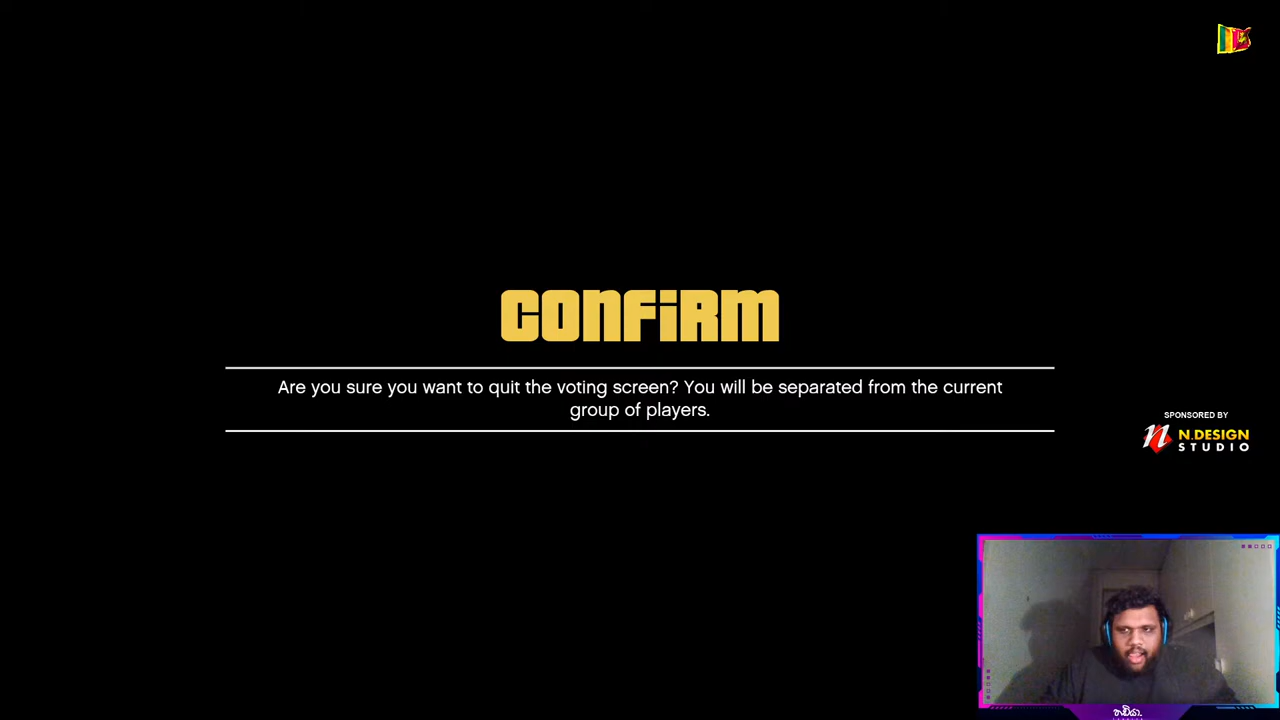 CONFIRM
Are you sure you want to quit the voting screen? You will be separated from the current
group of players.
SPONSORED BY
n N.DESIGN
STUDIO